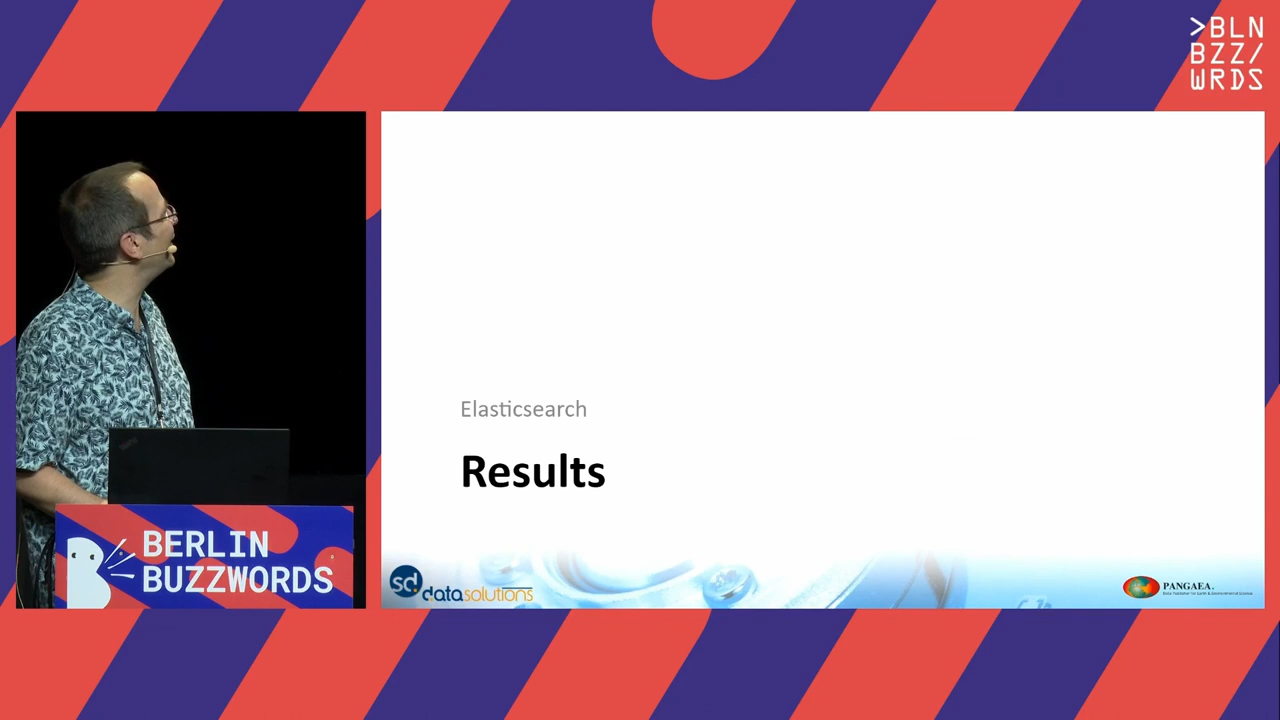 >BLN
BZZ/
WRDS
Elasticsearch
Results
BERLIN
BUZZWORDS
sd.datasolutions
PANGAEA.